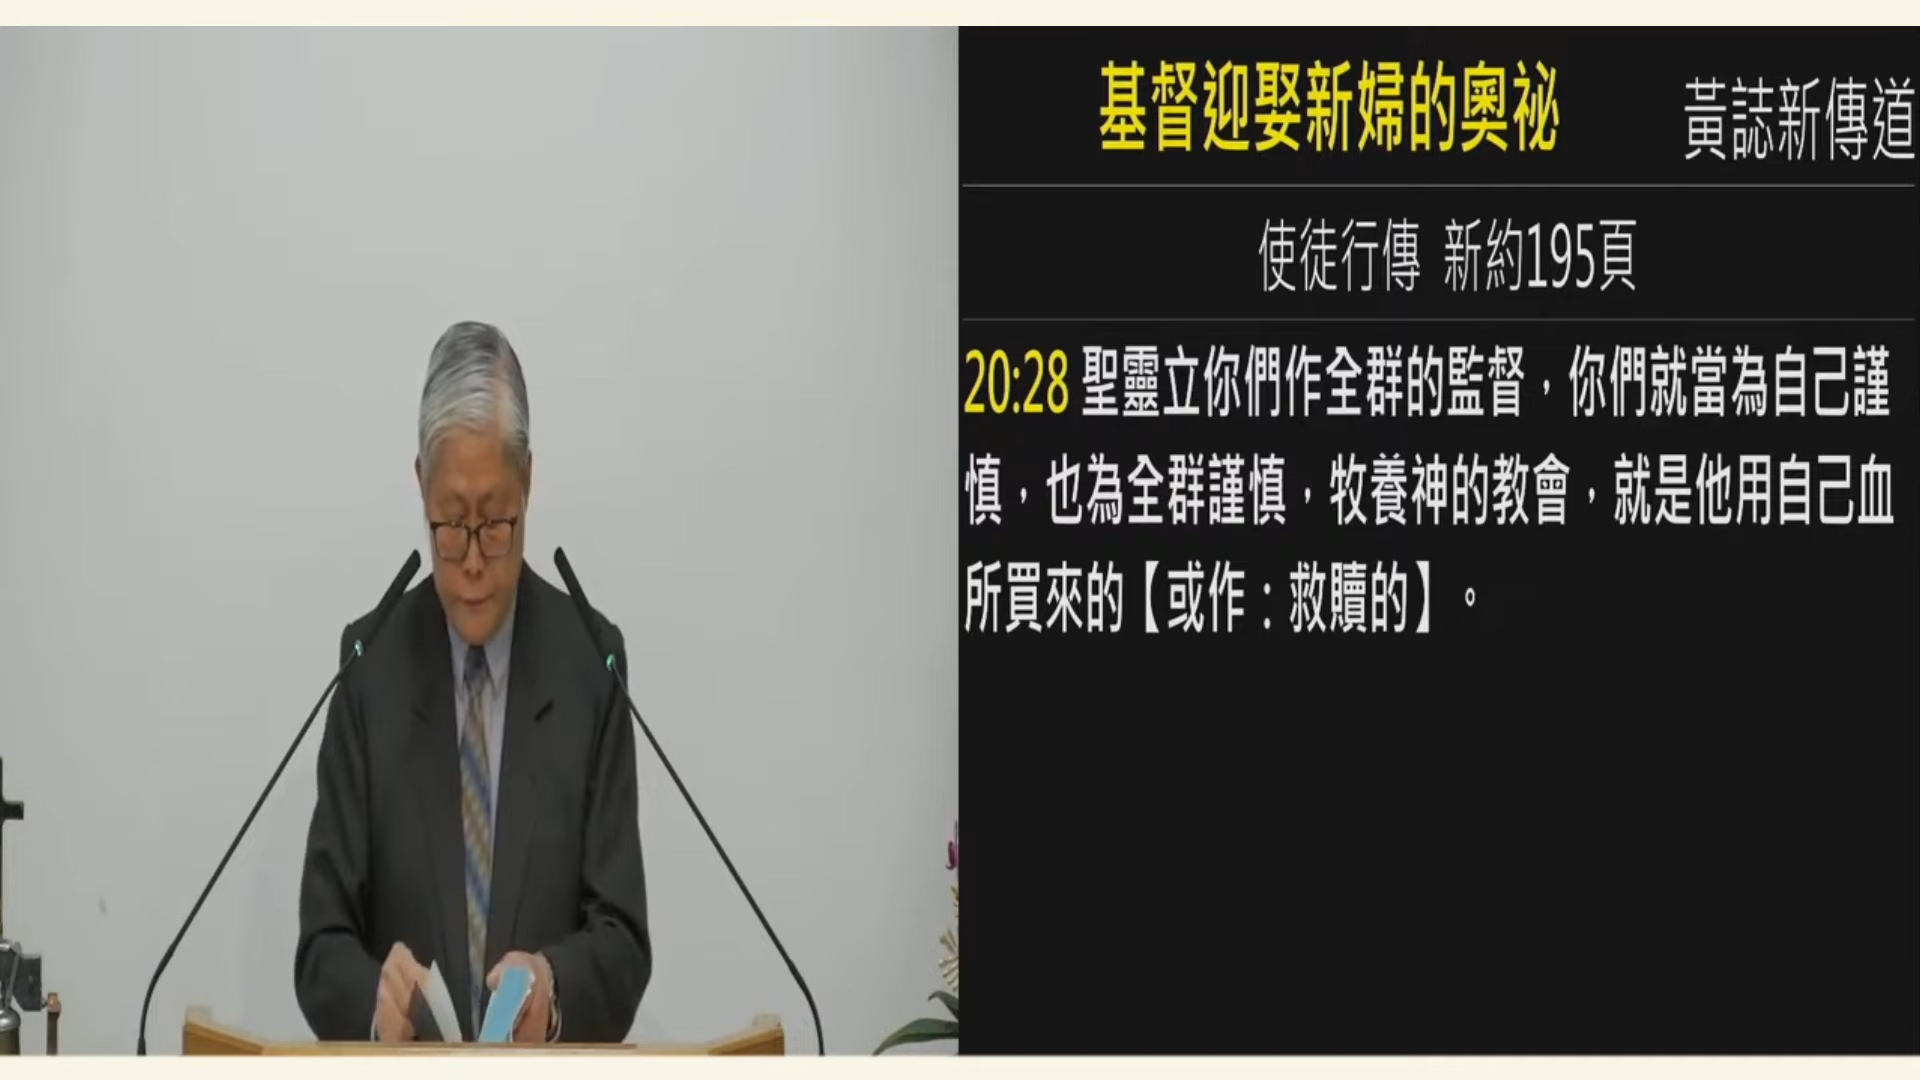 基督迎娶新婦的奧祕 黃誌新傳道
使徒行傳 新約195頁
20:28 聖靈立你們作全群的監督，你們就當為自己謹
慎，也為全群謹慎，牧養神的教會，就是他用自己血
所買來的【或作：救贖的】。